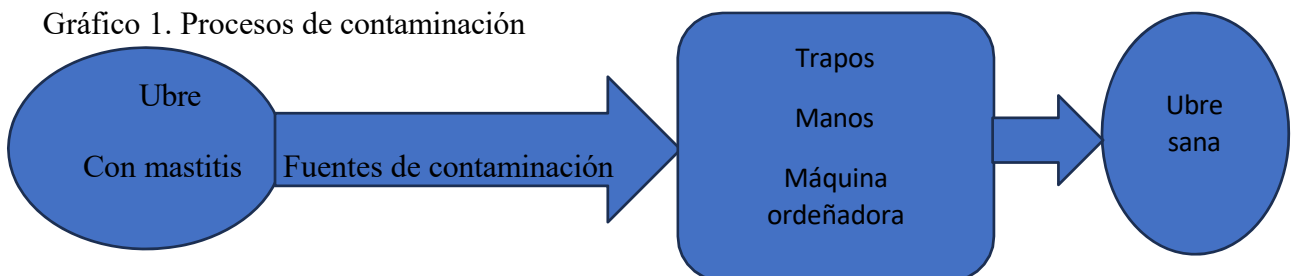 Gráfico 1. Procesos de contaminación
Ubre
Con mastitis
Fuentes de contaminación
Trapos
Manos
Máquina
ordeñadora
Ubre
sana